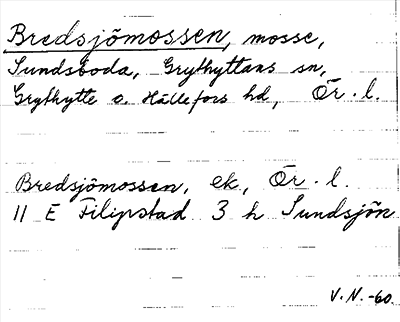 Bredsjömossen, mosse,
Sundsboda, Grythyttans sn,
Grythytte o. Hällefors hd, Ör. l.
Bredsjömossen, ek, Ör. l.
11 E Filipstad 3 h Sundsjön
V.N. -60.